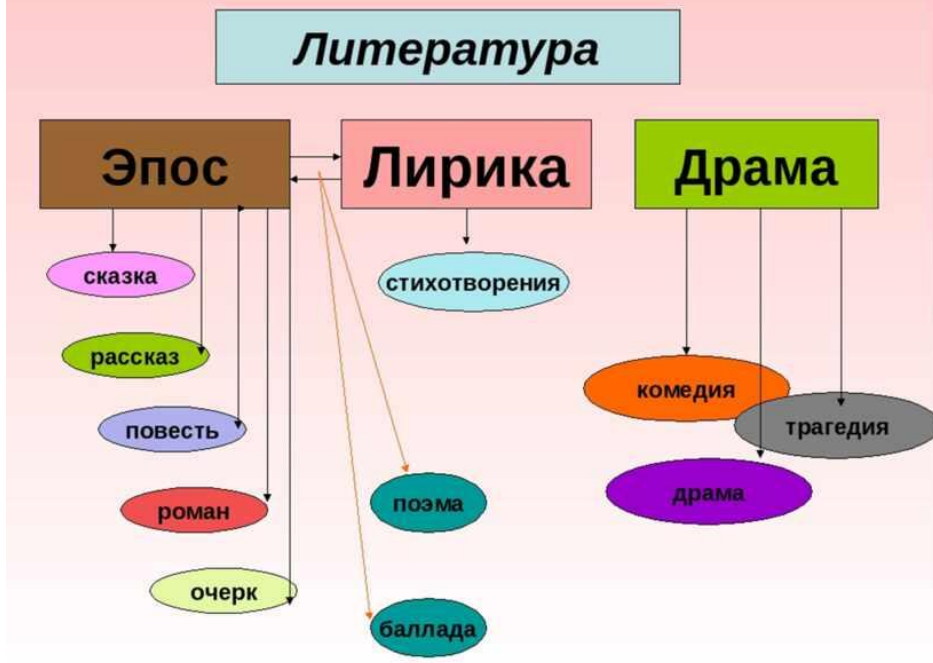 Литература
Эпос
Лирика
Драма
сказка
рассказ
повесть
роман
очерк
стихотворения
поэма
баллада
комедия
трагедия
драма